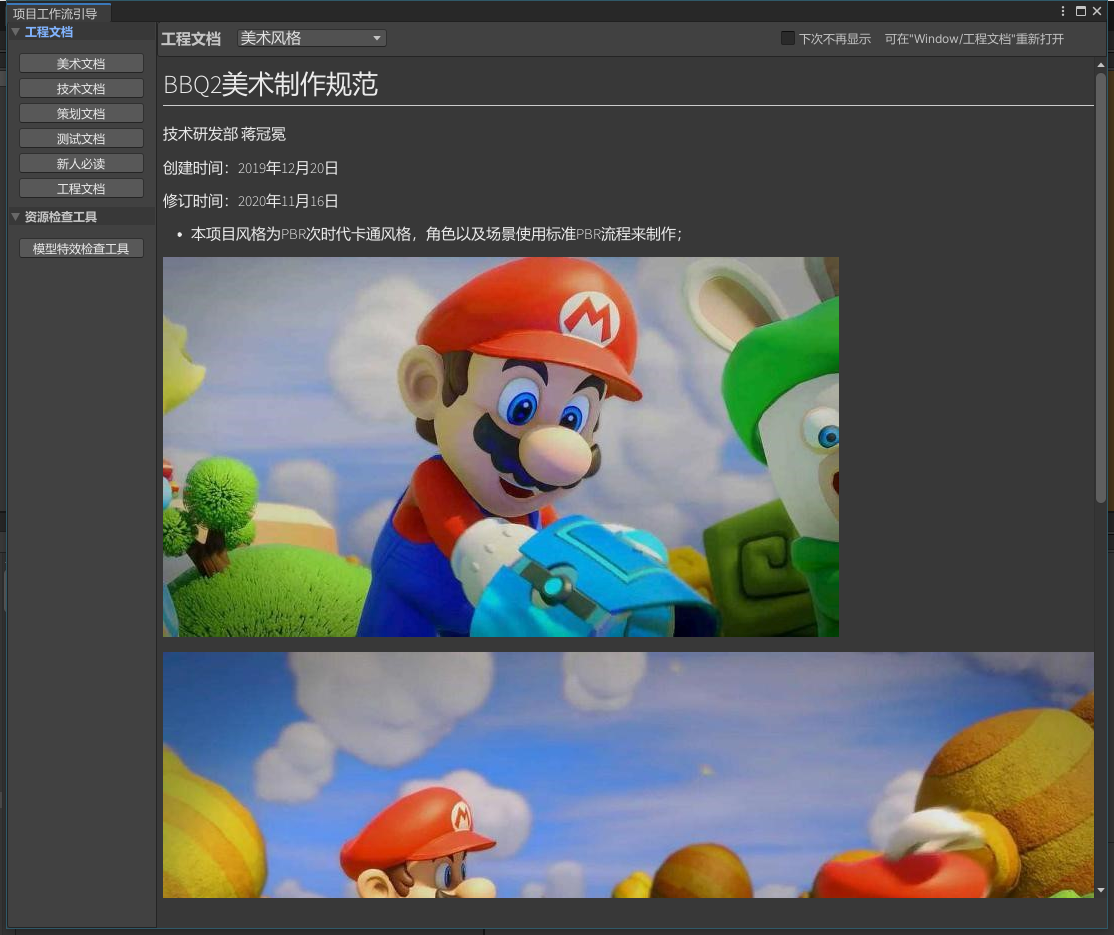 项目工作流引导
工程文档
美术文档
技术文档
策划文档
测试文档
新人必读
工程文档
资源检查工具
模型特效检查工具
工程文档 美术风格 下次不再显示 可在"Window/工程文档"重新打开
BBQ2美术制作规范
技术研发部 蒋冠冕
创建时间：2019年12月20日
修订时间：2020年11月16日
• 本项目风格为PBR次时代卡通风格，角色以及场景使用标准PBR流程来制作；
M
M